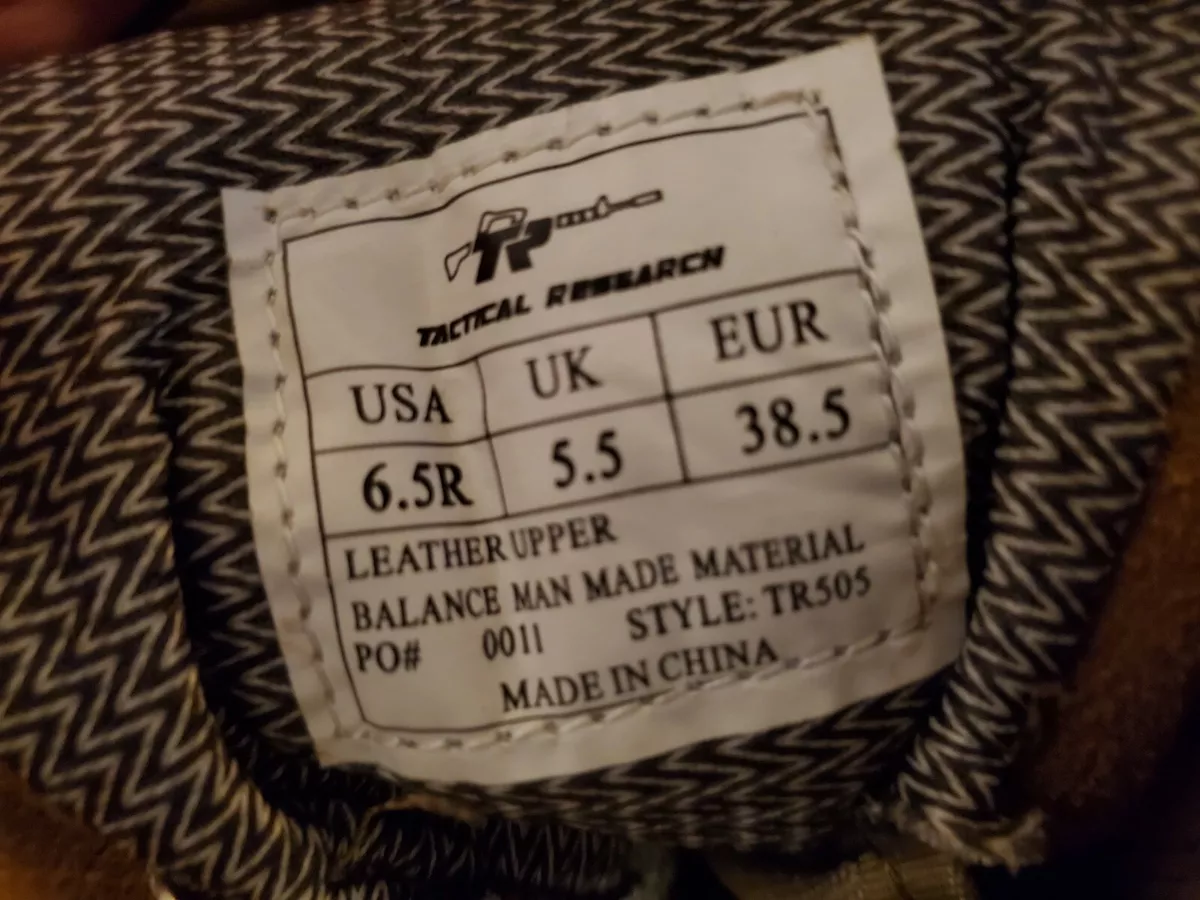 TR
TACTICAL RESEARCH
USA UK EUR
6.5R 5.5 38.5
LEATHER UPPER
BALANCE MAN MADE MATERIAL
PO# 0011 STYLE: TR505
MADE IN CHINA